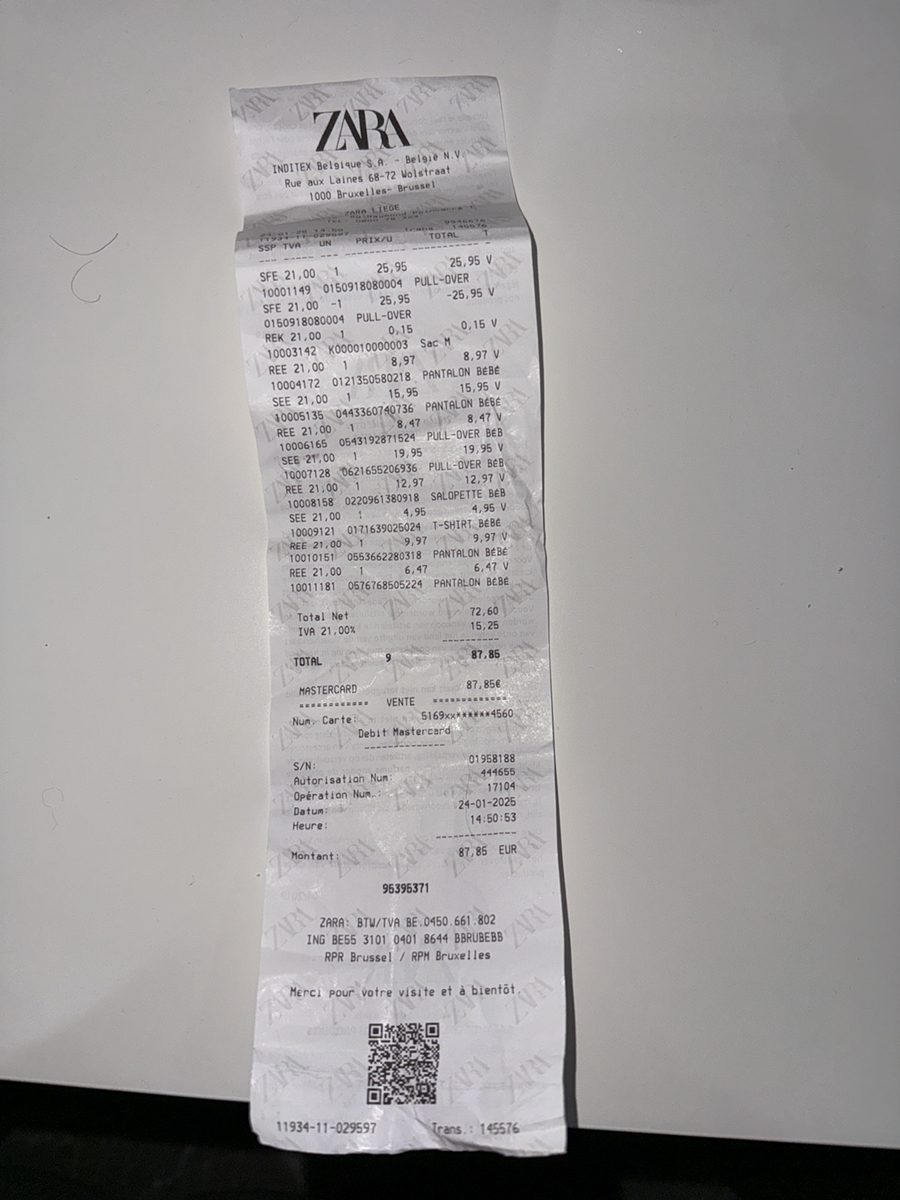 ZARA
INDITEX Belgique S.A. - België N.V.
Rue aux Laines 68-72 Wolstraat
1000 Bruxelles- Brussel
ZARA LIEGE
SSP TVA UN PRIX/U TOTAL T
SFE 21,00 1 25,95 25,95 V
10001149 0150918080004 PULL-OVER
SFE 21,00 -1 25,95 -25,95 V
0150918080004 PULL-OVER
REK 21,00 1 0,15 0,15 V
10003142 K000010000003 Sac M
REE 21,00 1 8,97 8,97 V
10004172 0121350580218 PANTALON BÉBÉ
SEE 21,00 1 15,95 15,95 V
10005135 0443360740736 PANTALON BÉBÉ
REE 21,00 1 8,47 8,47 V
10006165 0543192871524 PULL-OVER BÉB
SEE 21,00 1 19,95 19,95 V
10007128 0621655206936 PULL-OVER BÉB
REE 21,00 1 12,97 12,97 V
10008158 0220961380918 SALOPETTE BÉB
SEE 21,00 1 4,95 4,95 V
10009121 0171639025024 T-SHIRT BÉBÉ
REE 21,00 1 9,97 9,97 V
10010151 0553662280318 PANTALON BÉBÉ
REE 21,00 1 6,47 6,47 V
10011181 0576768505224 PANTALON BÉBÉ
Total Net 72,60
IVA 21,00% 15,25
TOTAL 9 87,85
MASTERCARD 87,85€
============ VENTE =============
Num. Carte: 5169xx******4560
Debit Mastercard
S/N: 01958188
Autorisation Num: 444655
Opération Num.: 17104
Datum: 24-01-2025
Heure: 14:50:53
Montant: 87,85 EUR
95395371
ZARA: BTW/TVA BE.0450.661.802
ING BE55 3101 0401 8644 BBRUBEBB
RPR Brussel / RPM Bruxelles
Merci pour votre visite et à bientôt.
11934-11-029597 Trans.: 145576